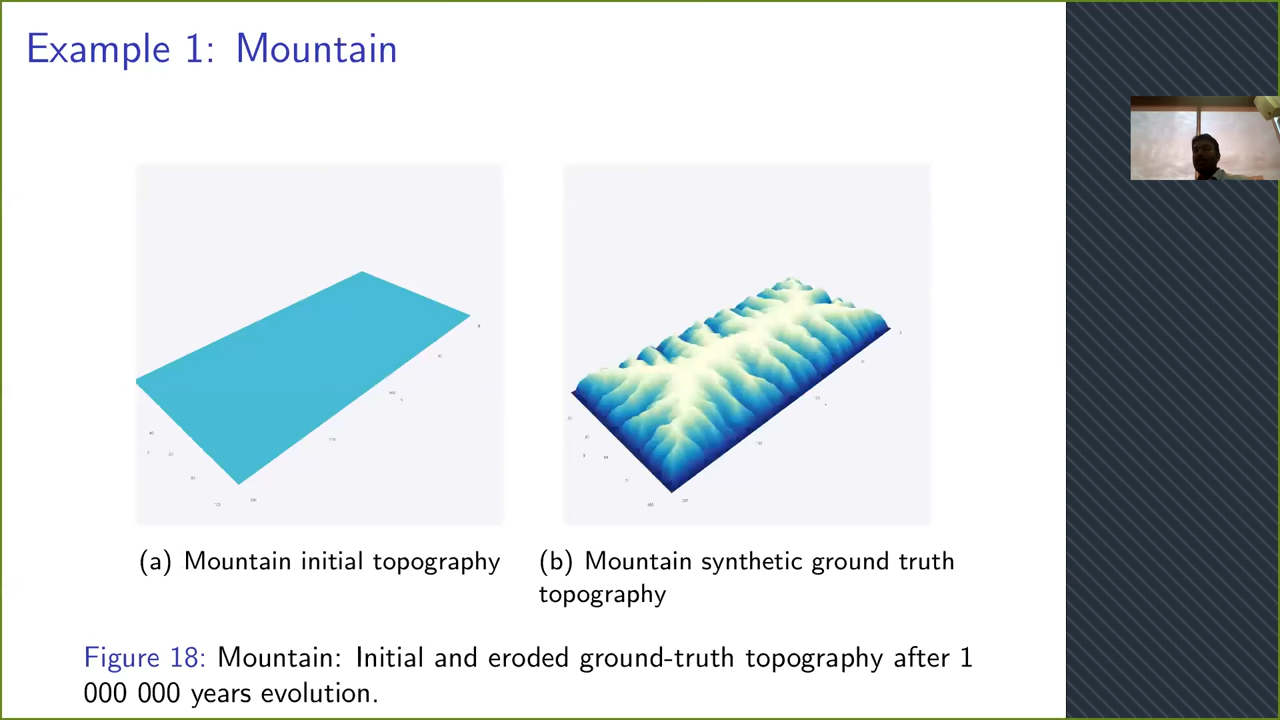 Example 1: Mountain
(a) Mountain initial topography
(b) Mountain synthetic ground truth
topography
Figure 18: Mountain: Initial and eroded ground-truth topography after 1
000 000 years evolution.